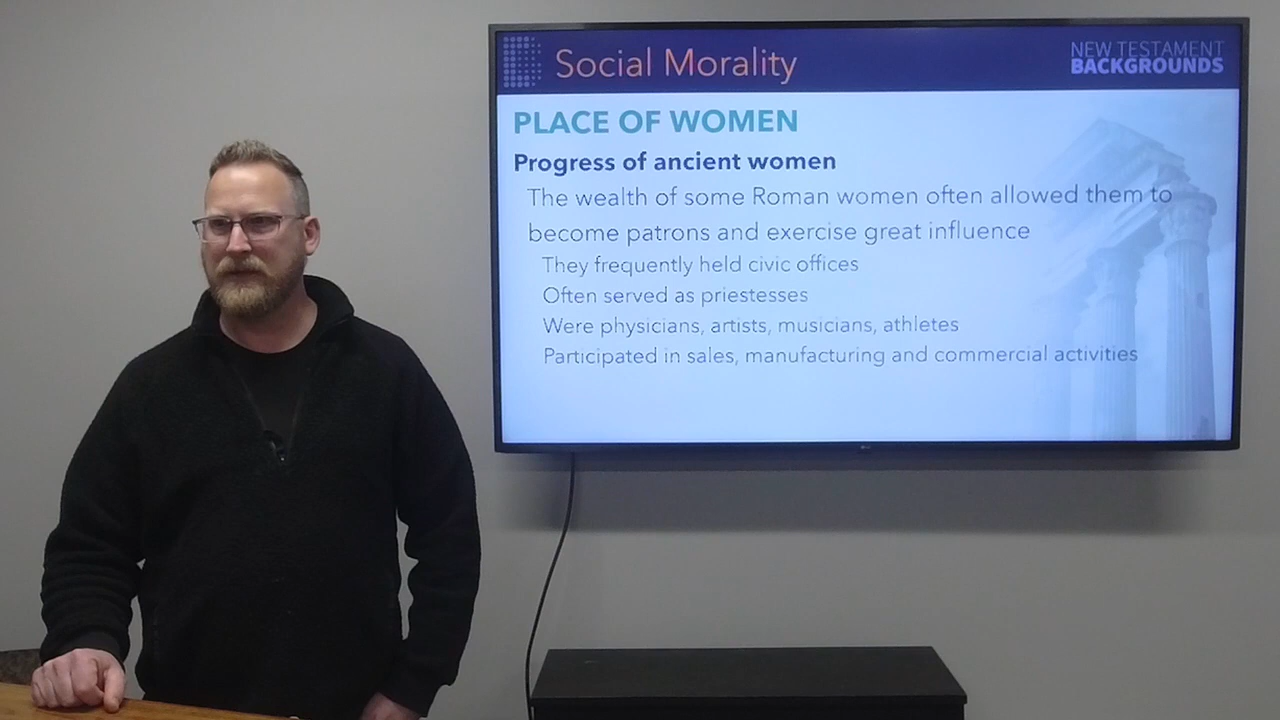 Social Morality
NEW TESTAMENT
BACKGROUNDS
PLACE OF WOMEN
Progress of ancient women
The wealth of some Roman women often allowed them to
become patrons and exercise great influence
They frequently held civic offices
Often served as priestesses
Were physicians, artists, musicians, athletes
Participated in sales, manufacturing and commercial activities